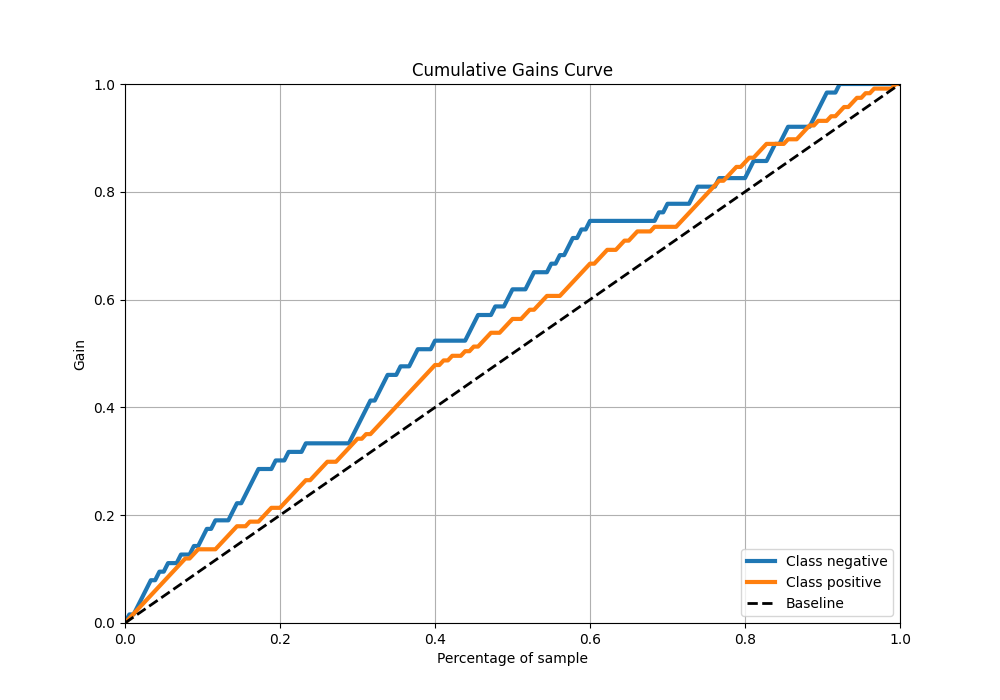 Cumulative Gains Curve
1.0
0.8
0.6
0.4
0.2
0.0
Gain
0.0 0.2 0.4 0.6 0.8 1.0
Percentage of sample
Class negative
Class positive
Baseline